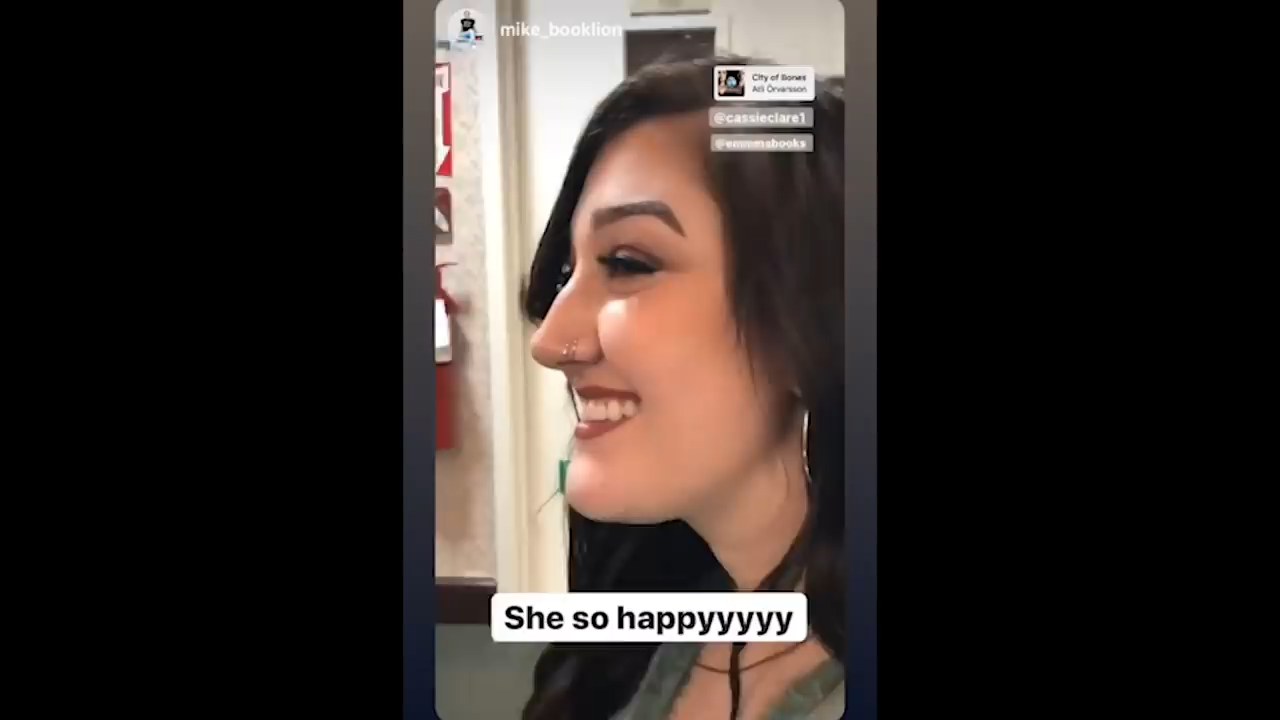 mike_booklion
City of Bones
Atli Örvarsson
@cassieclare1
@emmmabooks
She so happyyyyy